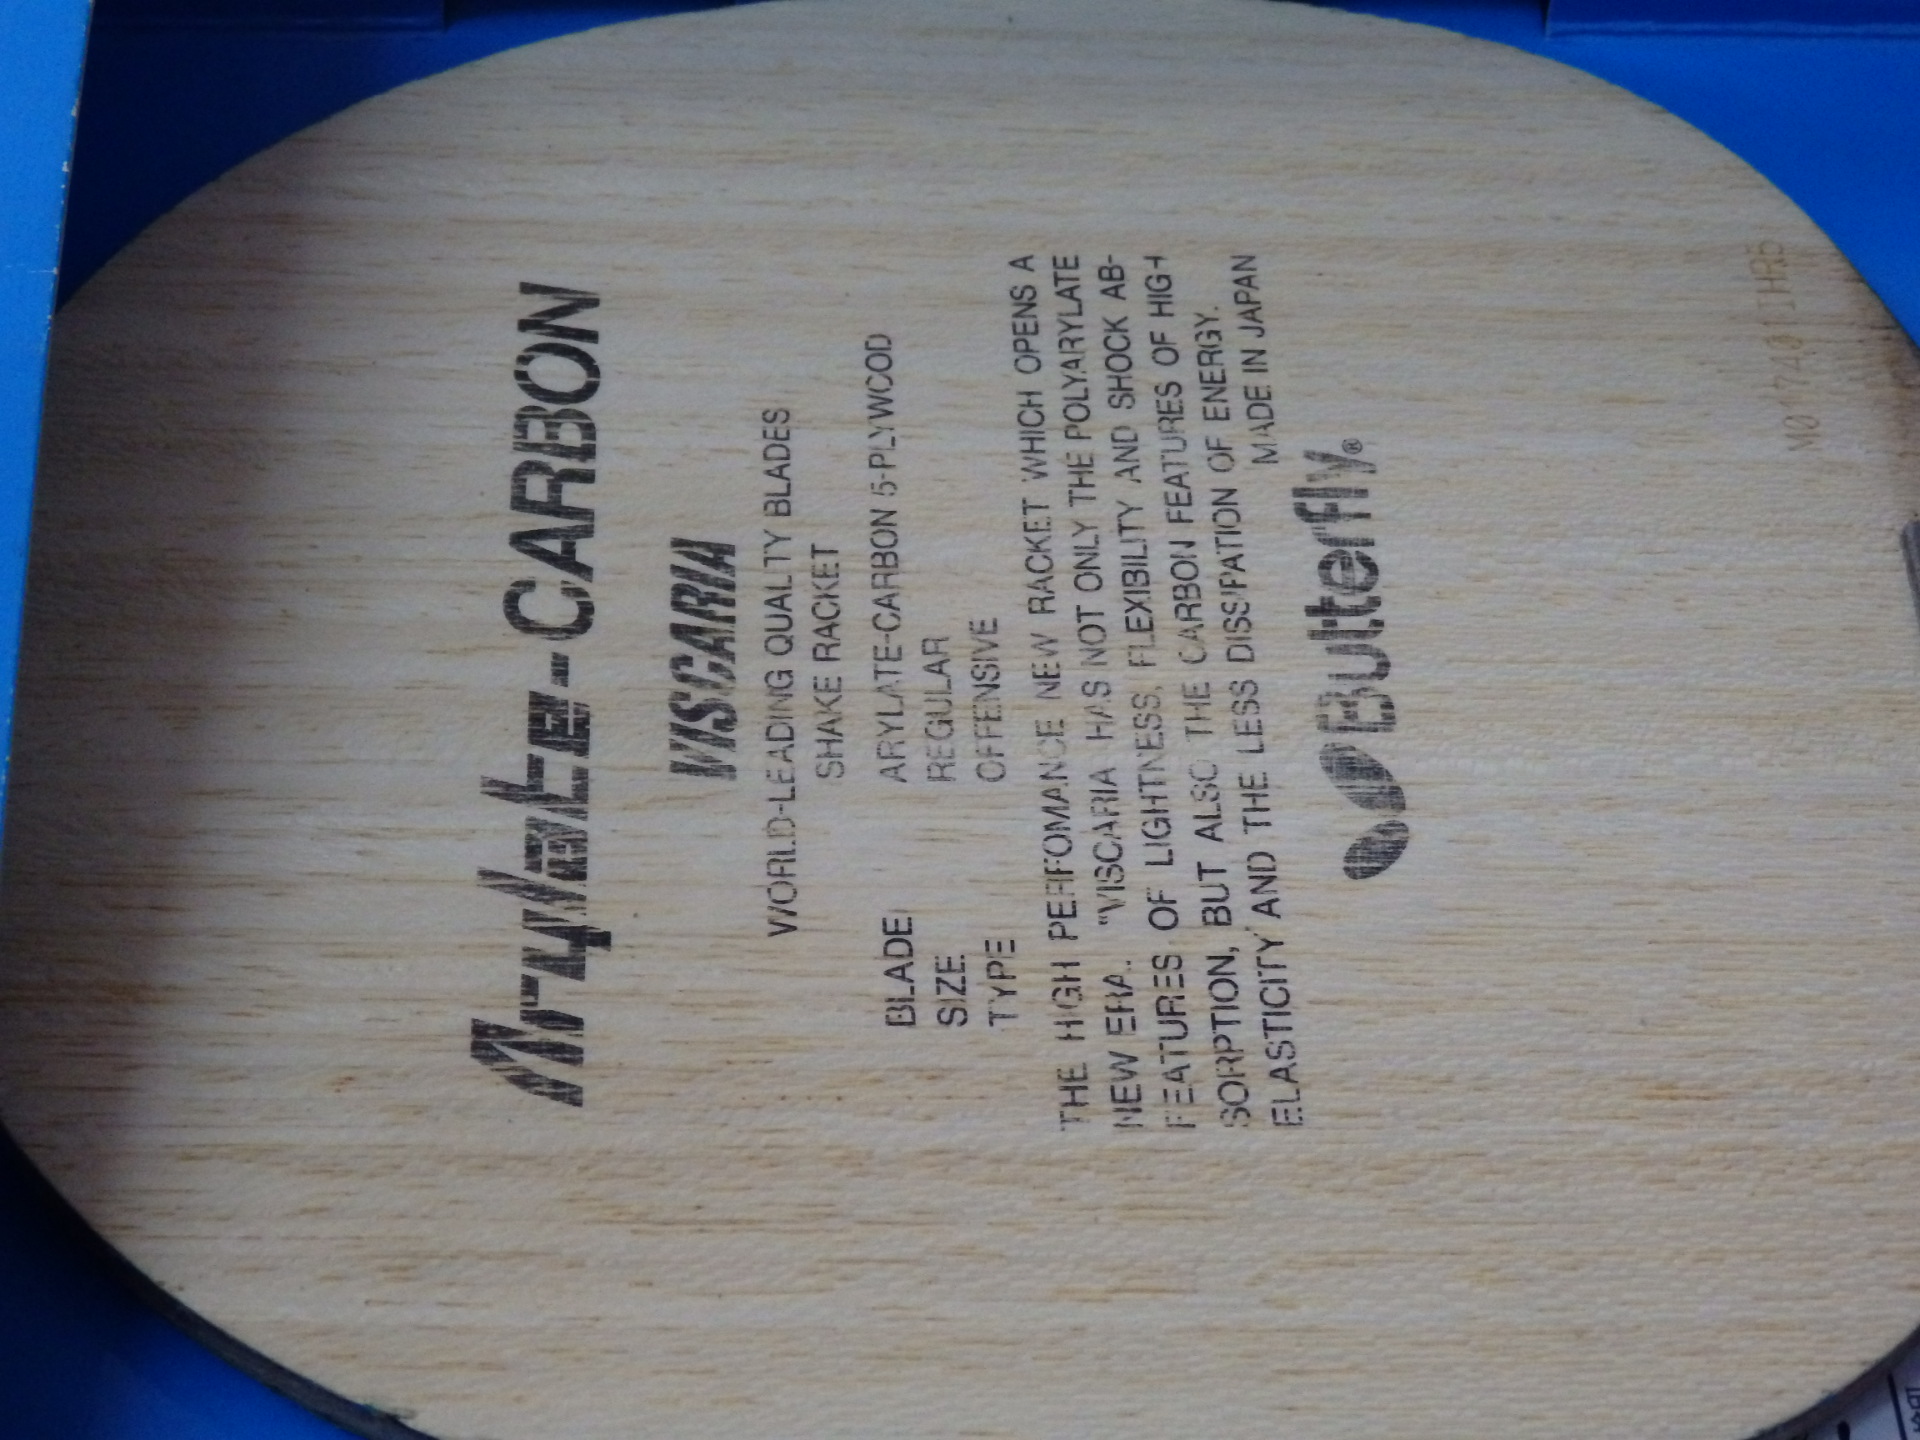 Arylate-CARBON
VISCARIA
WORLD-LEADING QUALTY BLADES
SHAKE RACKET
BLADE ARYLATE-CARBON 5-PLYWOOD
SIZE REGULAR
TYPE OFFENSIVE
THE HIGH PERFOMANCE NEW RACKET WHICH OPENS A
NEW ERA.. "VISCARIA HAS NOT ONLY THE POLYARYLATE
FEATURES OF LIGHTNESS, FLEXIBILITY AND SHOCK AB-
SORPTION, BUT ALSO THE CARBON FEATURES OF HIGH
ELASTICITY AND THE LESS DISSIPATION OF ENERGY.
MADE IN JAPAN
Butterfly®